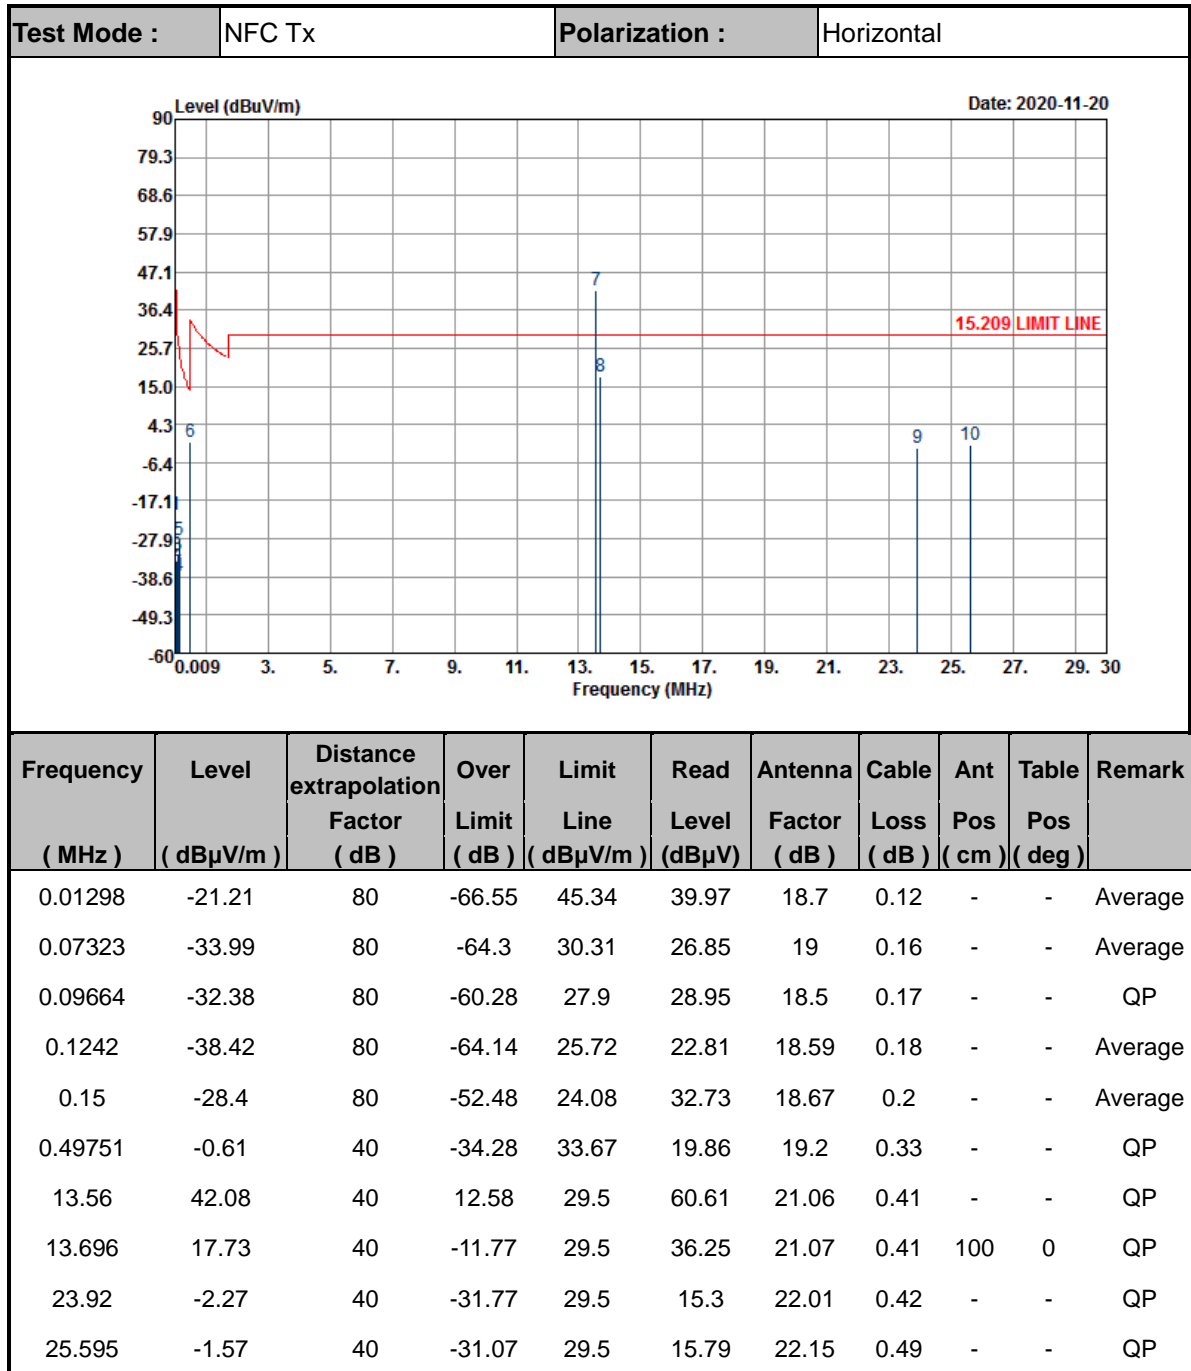 Test Mode : NFC Tx Polarization : Horizontal
Level (dBuV/m) Date: 2020-11-20
90
79.3
68.6
57.9
47.1
7
36.4
15.209 LIMIT LINE
25.7
8
15.0
4.3 6 9 10
-6.4
-17.1 1
5
-27.9
3
4
-38.6
-49.3
-60
0.009 3. 5. 7. 9. 11. 13. 15. 17. 19. 21. 23. 25. 27. 29. 30
Frequency (MHz)
Frequency Level Distance extrapolation Over Limit Read Antenna Cable Ant Table Remark
Factor Limit Line Level Factor Loss Pos Pos
( MHz ) ( dBµV/m ) ( dB ) ( dB ) ( dBµV/m ) (dBµV) ( dB ) ( dB ) ( cm ) ( deg )
0.01298 -21.21 80 -66.55 45.34 39.97 18.7 0.12 - - Average
0.07323 -33.99 80 -64.3 30.31 26.85 19 0.16 - - Average
0.09664 -32.38 80 -60.28 27.9 28.95 18.5 0.17 - - QP
0.1242 -38.42 80 -64.14 25.72 22.81 18.59 0.18 - - Average
0.15 -28.4 80 -52.48 24.08 32.73 18.67 0.2 - - Average
0.49751 -0.61 40 -34.28 33.67 19.86 19.2 0.33 - - QP
13.56 42.08 40 12.58 29.5 60.61 21.06 0.41 - - QP
13.696 17.73 40 -11.77 29.5 36.25 21.07 0.41 100 0 QP
23.92 -2.27 40 -31.77 29.5 15.3 22.01 0.42 - - QP
25.595 -1.57 40 -31.07 29.5 15.79 22.15 0.49 - - QP